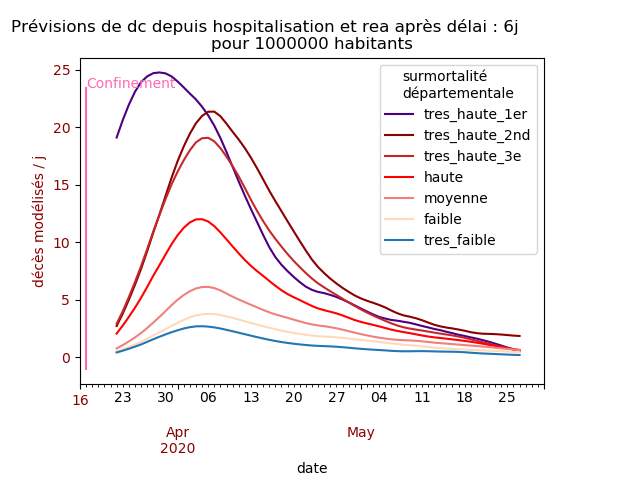 Prévisions de dc depuis hospitalisation et rea après délai : 6j
pour 1000000 habitants
25
20
15
10
5
0
décès modélisés / j
Confinement
surmortalité
départementale
tres_haute_1er
tres_haute_2nd
tres_haute_3e
haute
moyenne
faible
tres_faible
16 23 30 06 13 20 27 04 11 18 25
Apr May
2020
date